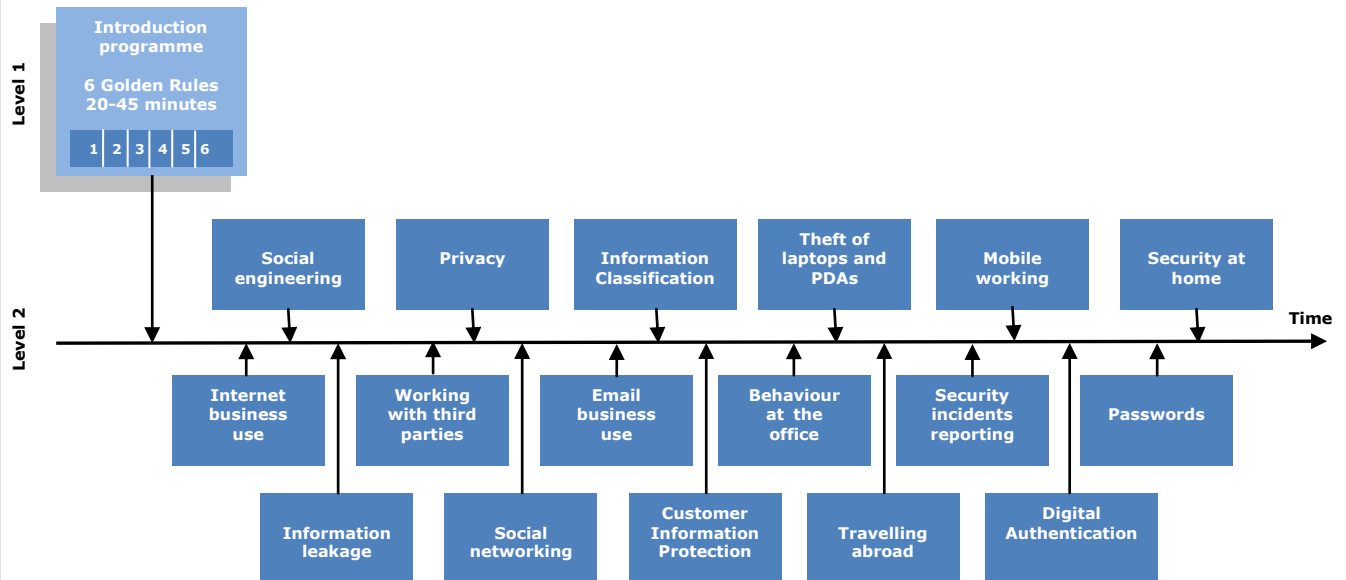 Level 1
Introduction
programme
6 Golden Rules
20–45 minutes
1 2 3 4 5 6
Level 2
Social
engineering
Privacy
Information
Classification
Theft of
laptops and
PDAs
Mobile
working
Security at
home
Time
Internet
business
use
Working
with third
parties
Email
business
use
Behaviour
at the
office
Security
incidents
reporting
Passwords
Information
leakage
Social
networking
Customer
Information
Protection
Travelling
abroad
Digital
Authentication